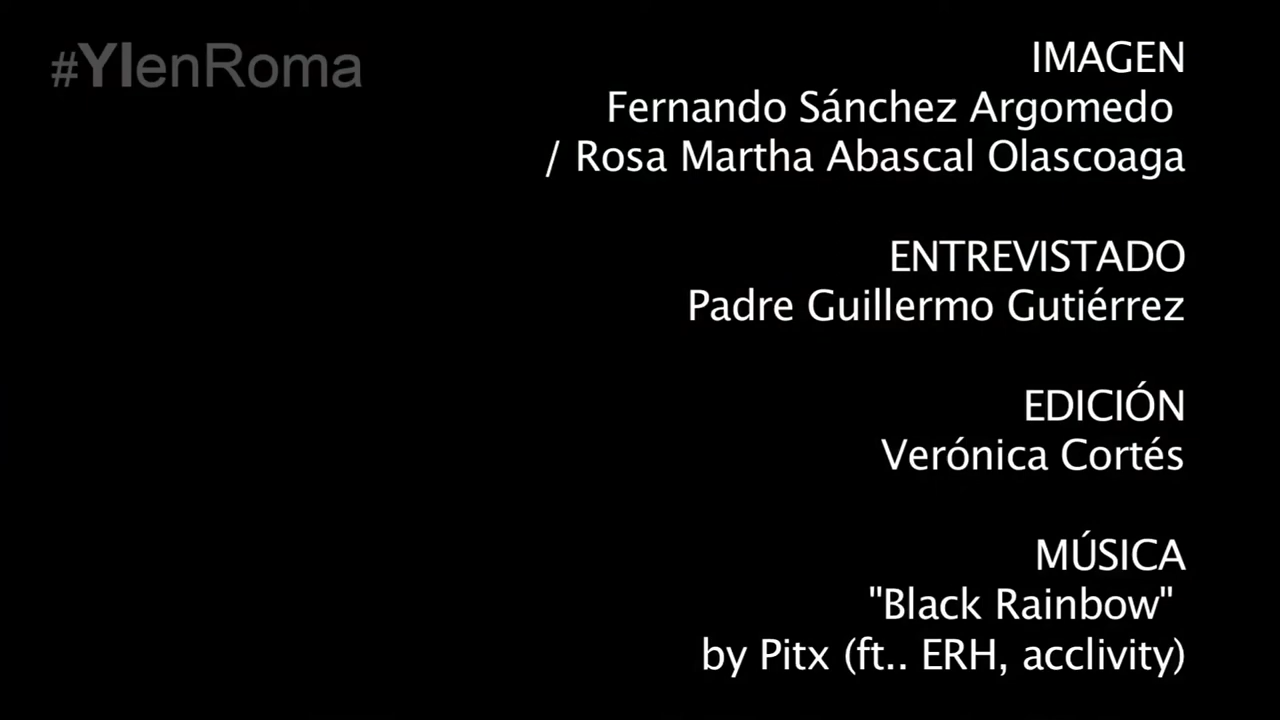 #YIenRoma
IMAGEN
Fernando Sánchez Argomedo
/ Rosa Martha Abascal Olascoaga
ENTREVISTADO
Padre Guillermo Gutiérrez
EDICIÓN
Verónica Cortés
MÚSICA
"Black Rainbow"
by Pitx (ft.. ERH, acclivity)